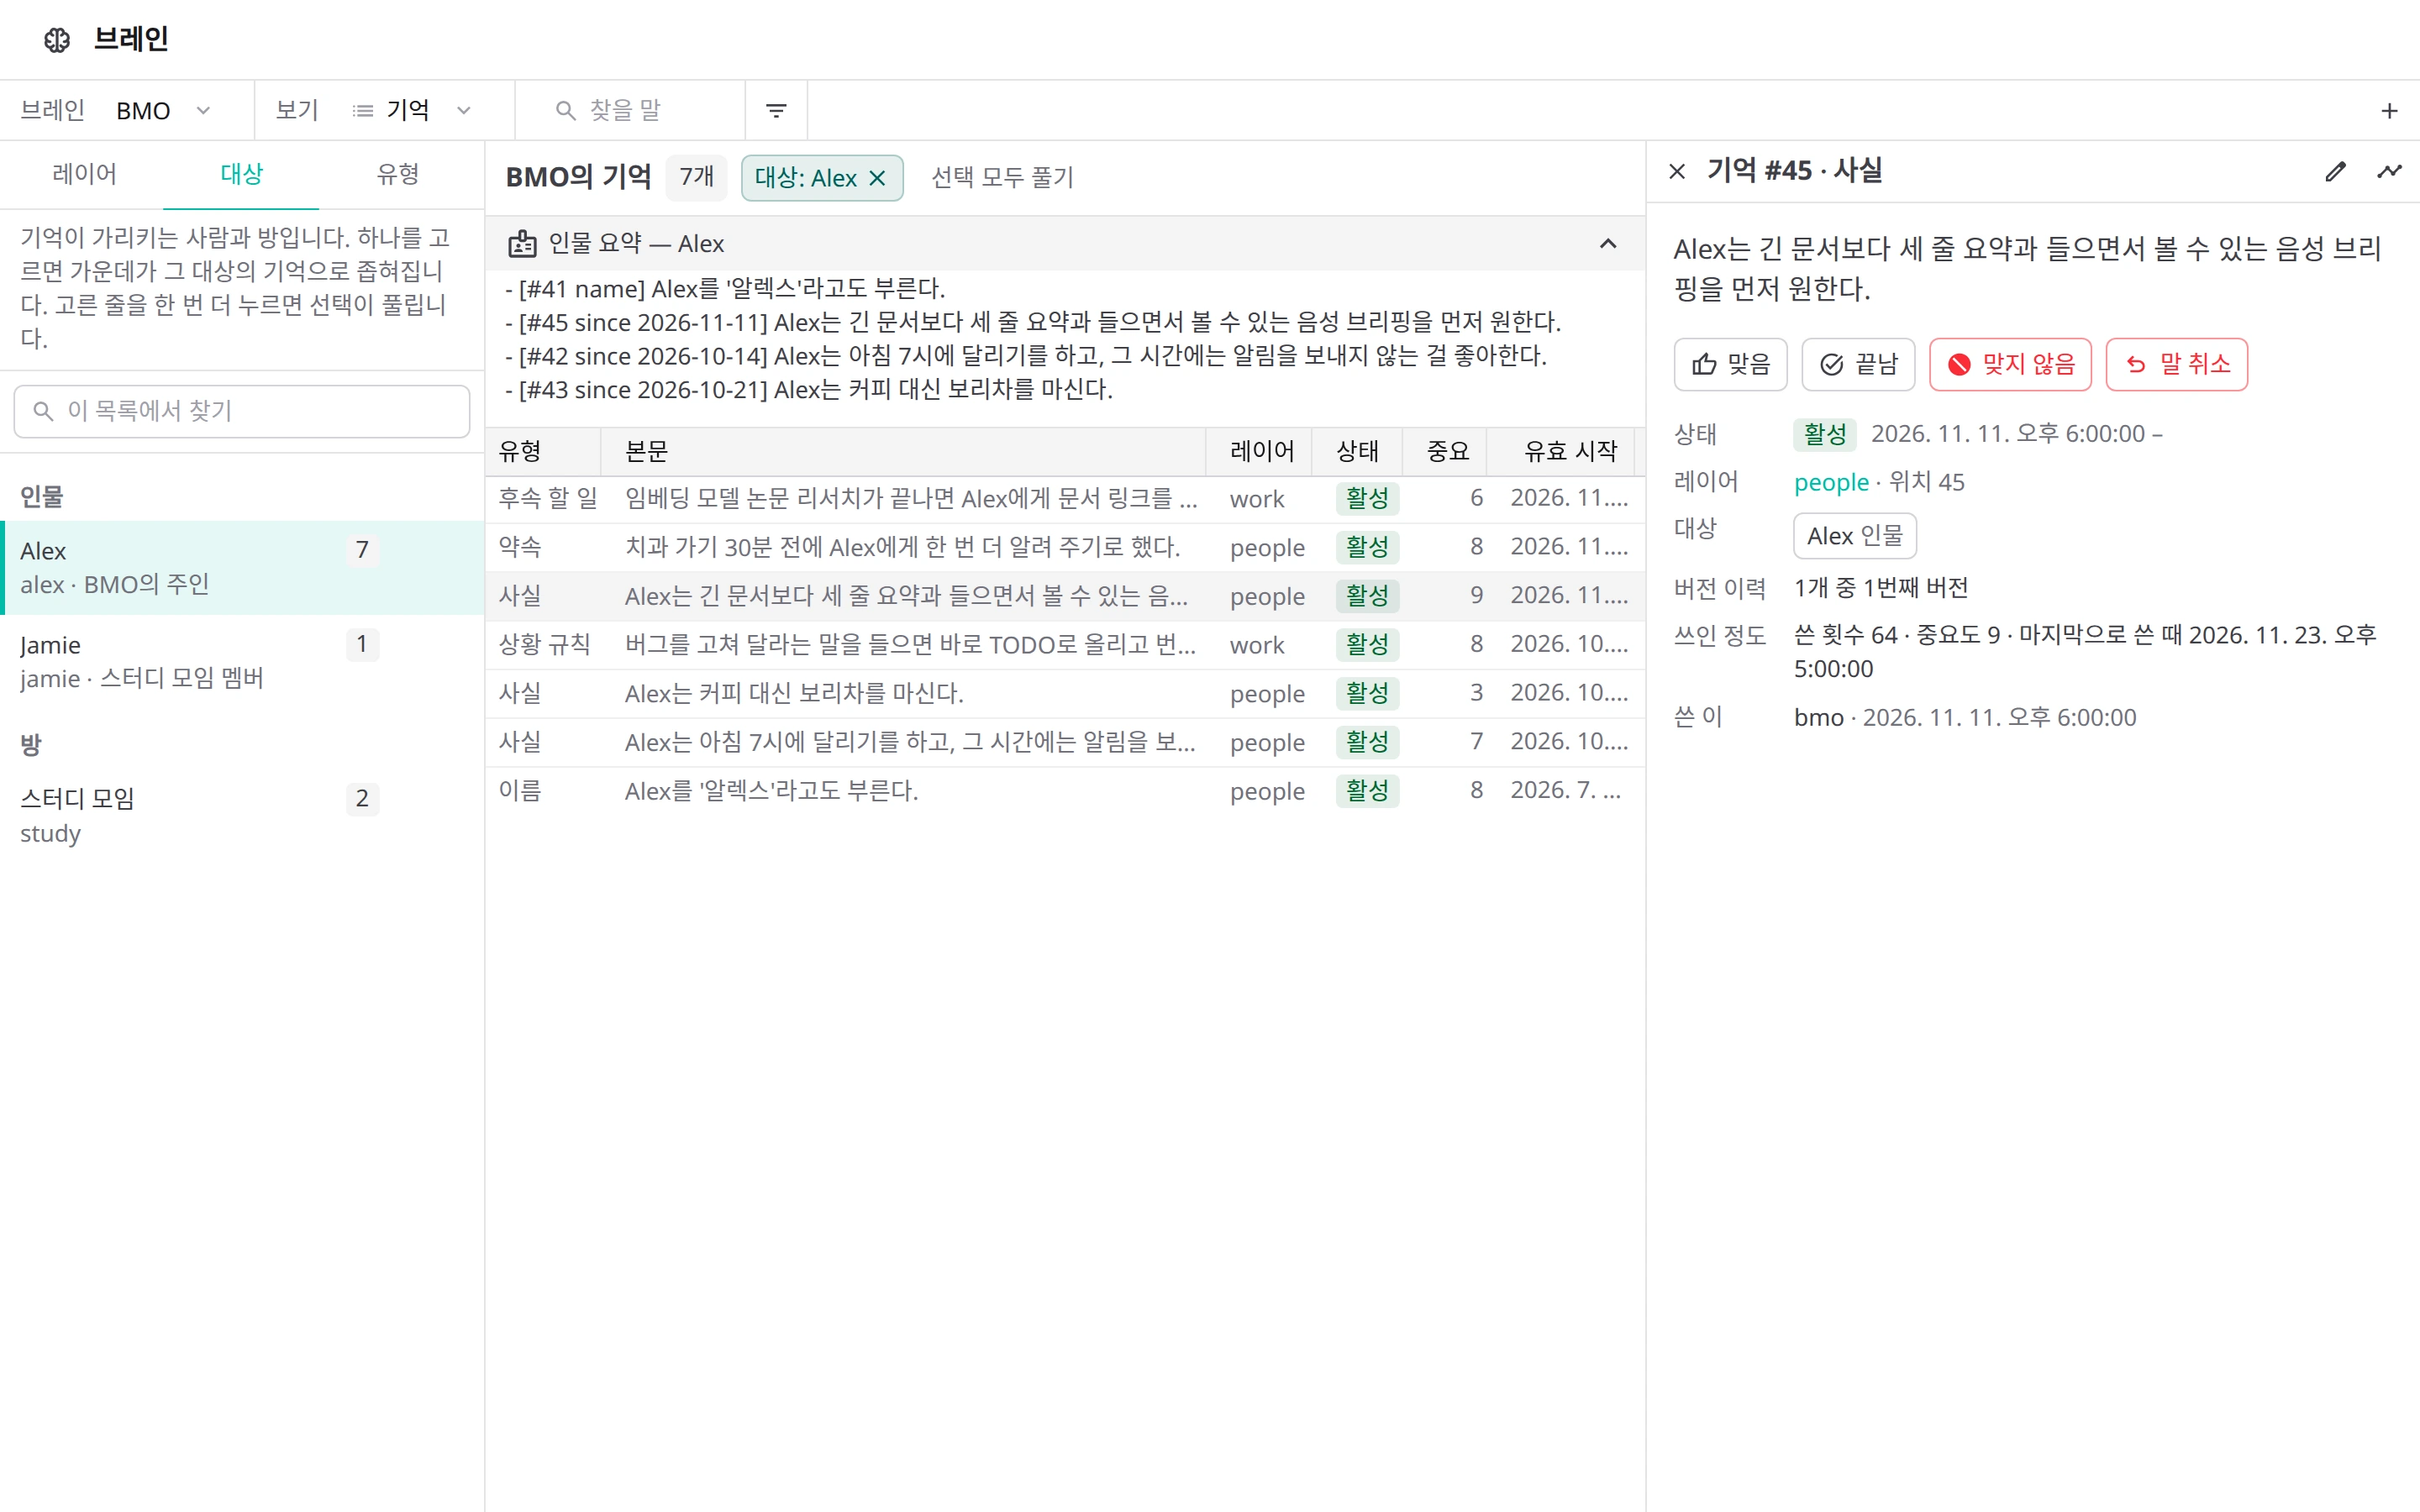 브레인
브레인 BMO 보기 기억 찾을 말
레이어 대상 유형
기억이 가리키는 사람과 방입니다. 하나를 고
르면 가운데가 그 대상의 기억으로 좁혀집니
다. 고른 줄을 한 번 더 누르면 선택이 풀립니
다.
이 목록에서 찾기
인물
Alex 7
alex · BMO의 주인
Jamie 1
jamie · 스터디 모임 멤버
방
스터디 모임 2
study
BMO의 기억 7개 대상: Alex 선택 모두 풀기
인물 요약 — Alex
- [#41 name] Alex를 '알렉스'라고도 부른다.
- [#45 since 2026-11-11] Alex는 긴 문서보다 세 줄 요약과 들으면서 볼 수 있는 음성 브리핑을 먼저 원한다.
- [#42 since 2026-10-14] Alex는 아침 7시에 달리기를 하고, 그 시간에는 알림을 보내지 않는 걸 좋아한다.
- [#43 since 2026-10-21] Alex는 커피 대신 보리차를 마신다.
유형 본문 레이어 상태 중요 유효 시작
후속 할 일 임베딩 모델 논문 리서치가 끝나면 Alex에게 문서 링크를 ... work 활성 6 2026. 11....
약속 치과 가기 30분 전에 Alex에게 한 번 더 알려 주기로 했다. people 활성 8 2026. 11....
사실 Alex는 긴 문서보다 세 줄 요약과 들으면서 볼 수 있는 음... people 활성 9 2026. 11....
상황 규칙 버그를 고쳐 달라는 말을 들으면 바로 TODO로 올리고 번... work 활성 8 2026. 10....
사실 Alex는 커피 대신 보리차를 마신다. people 활성 3 2026. 10....
사실 Alex는 아침 7시에 달리기를 하고, 그 시간에는 알림을 보... people 활성 7 2026. 10....
이름 Alex를 '알렉스'라고도 부른다. people 활성 8 2026. 7. ...
기억 #45 · 사실
Alex는 긴 문서보다 세 줄 요약과 들으면서 볼 수 있는 음성 브리
핑을 먼저 원한다.
맞음 끝남 맞지 않음 말 취소
상태 활성 2026. 11. 11. 오후 6:00:00 –
레이어 people · 위치 45
대상 Alex 인물
버전 이력 1개 중 1번째 버전
쓰인 정도 쓴 횟수 64 · 중요도 9 · 마지막으로 쓴 때 2026. 11. 23. 오후
5:00:00
쓴 이 bmo · 2026. 11. 11. 오후 6:00:00